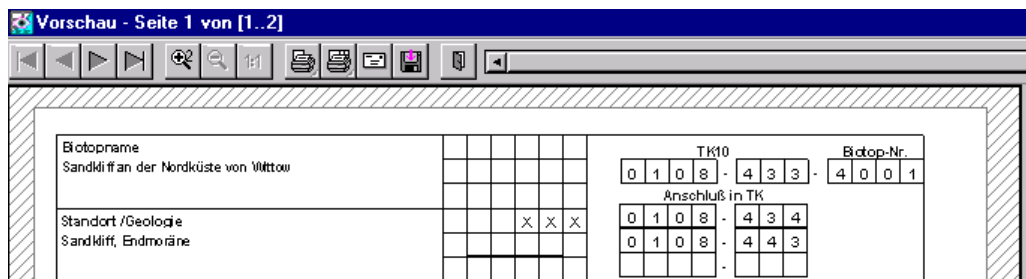 Vorschau - Seite 1 von [1..2]
1:1
Biotopname
Sandkliff an der Nordküste von Wittow
TK10
Biotop-Nr.
0 1 0 8 - 4 3 3 - 4 0 0 1
Anschluß in TK
Standort /Geologie
X X X
0 1 0 8 - 4 3 4
Sandkliff, Endmoräne
0 1 0 8 - 4 4 3
-